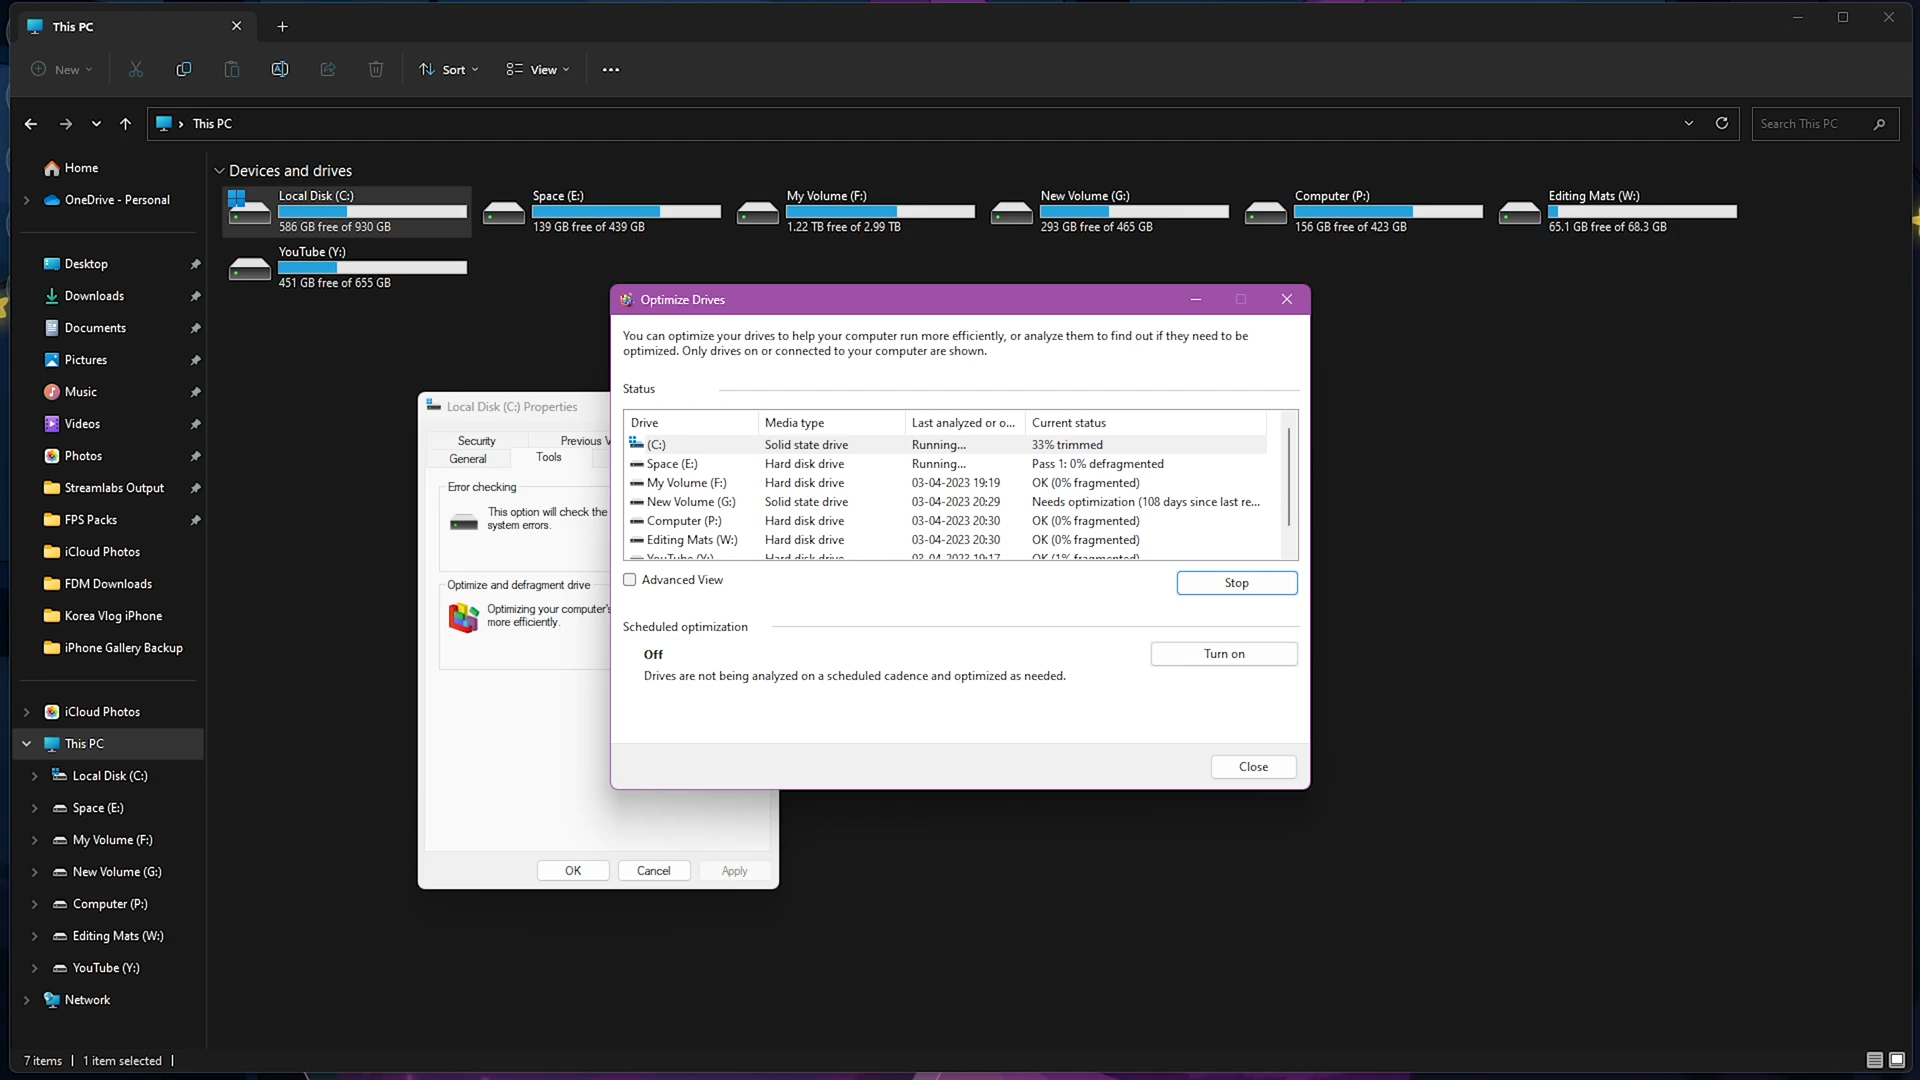 This PC
New
Sort
View
This PC
Search This PC
Home
OneDrive - Personal
Desktop
Downloads
Documents
Pictures
Music
Videos
Photos
Streamlabs Output
FPS Packs
iCloud Photos
FDM Downloads
Korea Vlog iPhone
iPhone Gallery Backup
iCloud Photos
This PC
Local Disk (C:)
Space (E:)
My Volume (F:)
New Volume (G:)
Computer (P:)
Editing Mats (W:)
YouTube (Y:)
Network
Devices and drives
Local Disk (C:)
586 GB free of 930 GB
Space (E:)
139 GB free of 439 GB
My Volume (F:)
1.22 TB free of 2.99 TB
New Volume (G:)
293 GB free of 465 GB
Computer (P:)
156 GB free of 423 GB
Editing Mats (W:)
65.1 GB free of 68.3 GB
YouTube (Y:)
451 GB free of 655 GB
Local Disk (C:) Properties
Security Previous V
General Tools
Error checking
This option will check the
system errors.
Optimize and defragment drive
Optimizing your computer's
more efficiently.
OK Cancel Apply
Optimize Drives
You can optimize your drives to help your computer run more efficiently, or analyze them to find out if they need to be
optimized. Only drives on or connected to your computer are shown.
Status
Drive Media type Last analyzed or o... Current status
(C:) Solid state drive Running... 33% trimmed
Space (E:) Hard disk drive Running... Pass 1: 0% defragmented
My Volume (F:) Hard disk drive 03-04-2023 19:19 OK (0% fragmented)
New Volume (G:) Solid state drive 03-04-2023 20:29 Needs optimization (108 days since last re...
Computer (P:) Hard disk drive 03-04-2023 20:30 OK (0% fragmented)
Editing Mats (W:) Hard disk drive 03-04-2023 20:30 OK (0% fragmented)
YouTube (Y:) Hard disk drive 03-04-2023 19:17 OK (1% fragmented)
Advanced View
Stop
Scheduled optimization
Off
Turn on
Drives are not being analyzed on a scheduled cadence and optimized as needed.
Close
7 items 1 item selected